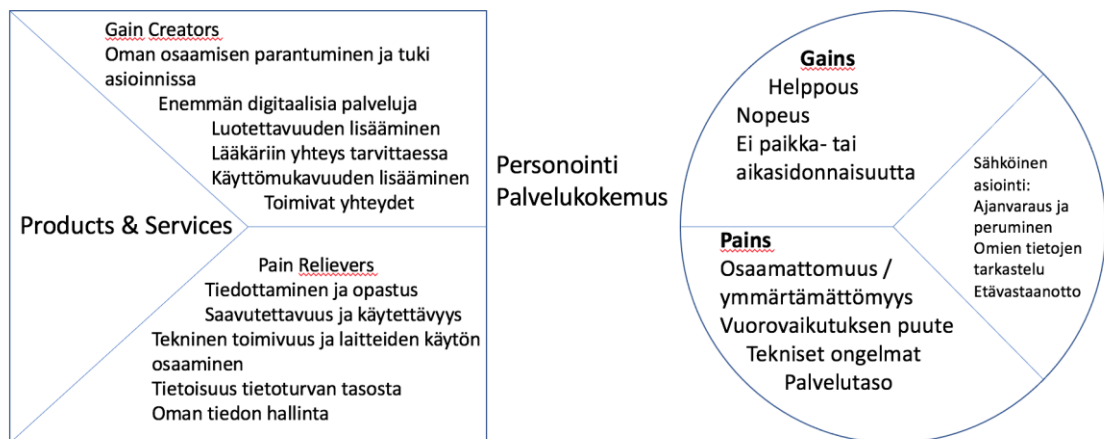 Gain Creators
Oman osaamisen parantuminen ja tuki
asioinnissa
Enemmän digitaalisia palveluja
Luotettavuuden lisääminen
Lääkäriin yhteys tarvittaessa
Käyttömukavuuden lisääminen
Toimivat yhteydet
Products & Services
Pain Relievers
Tiedottaminen ja opastus
Saavutettavuus ja käytettävyys
Tekninen toimivuus ja laitteiden käytön
osaaminen
Tietoisuus tietoturvan tasosta
Oman tiedon hallinta
Personointi
Palvelukokemus
Gains
Helppous
Nopeus
Ei paikka- tai
aikasidonnaisuutta
Sähköinen
asiointi:
Ajanvaraus ja
peruminen
Omien tietojen
tarkastelu
Etävastaanotto
Pains
Osaamattomuus /
ymmärtämättömyys
Vuorovaikutuksen puute
Tekniset ongelmat
Palvelutaso